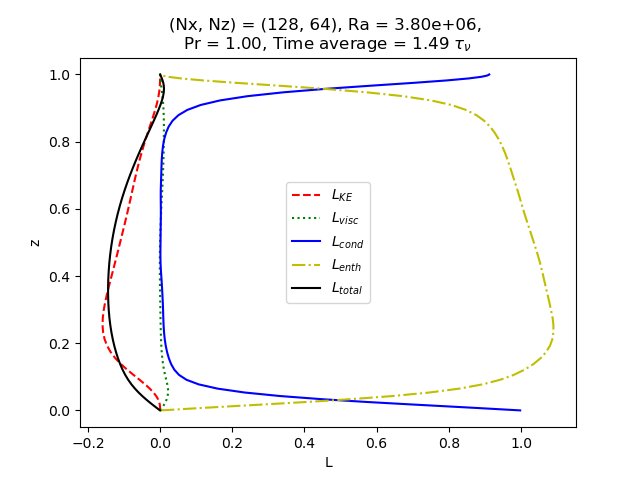 (Nx, Nz) = (128, 64), Ra = 3.80e+06,
Pr = 1.00, Time average = 1.49 τ_ν
1.0
0.8
0.6
0.4
0.2
0.0
z
L_KE
L_visc
L_cond
L_enth
L_total
−0.2 0.0 0.2 0.4 0.6 0.8 1.0
L